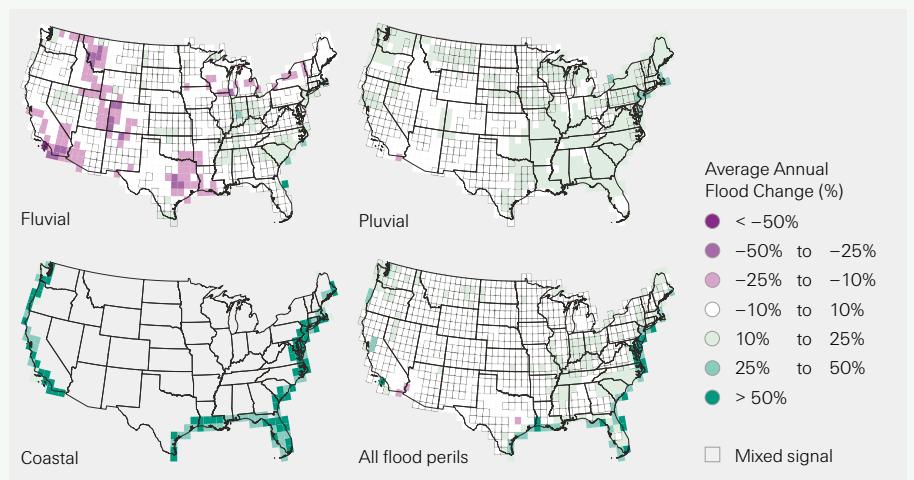 Fluvial
Pluvial
Coastal
All flood perils
Average Annual
Flood Change (%)
< –50%
–50% to –25%
–25% to –10%
–10% to 10%
10% to 25%
25% to 50%
> 50%
Mixed signal